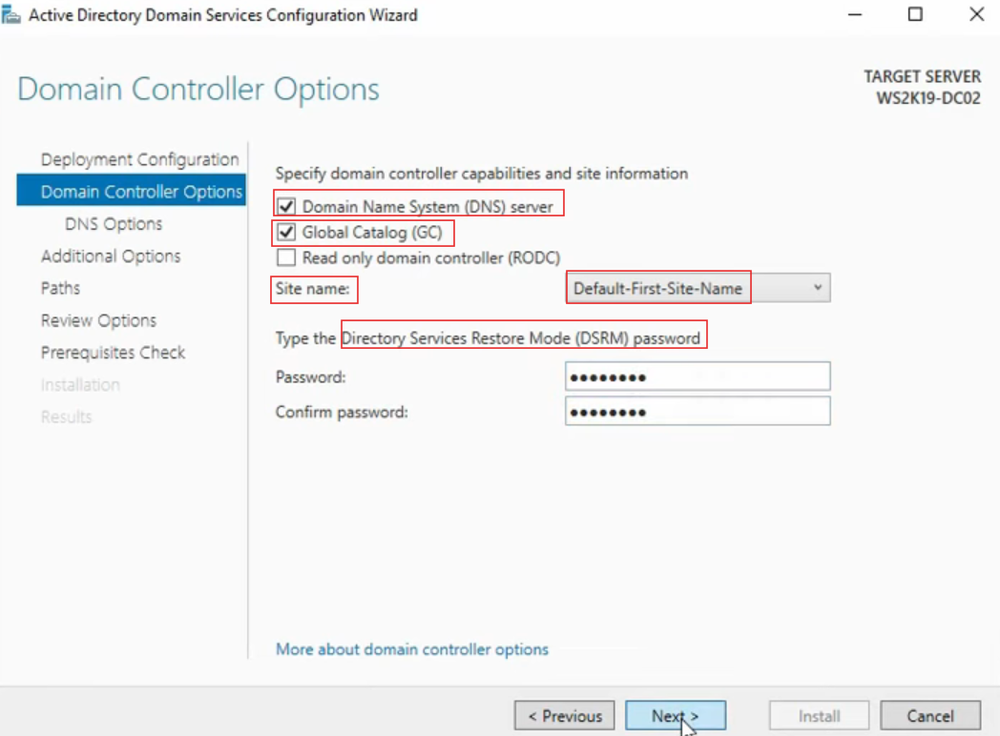 Active Directory Domain Services Configuration Wizard
Domain Controller Options
TARGET SERVER
WS2K19-DC02
Deployment Configuration
Domain Controller Options
DNS Options
Additional Options
Paths
Review Options
Prerequisites Check
Installation
Results
Specify domain controller capabilities and site information
Domain Name System (DNS) server
Global Catalog (GC)
Read only domain controller (RODC)
Site name: Default-First-Site-Name
Type the Directory Services Restore Mode (DSRM) password
Password: ●●●●●●●●
Confirm password: ●●●●●●●●
More about domain controller options
< Previous Next > Install Cancel